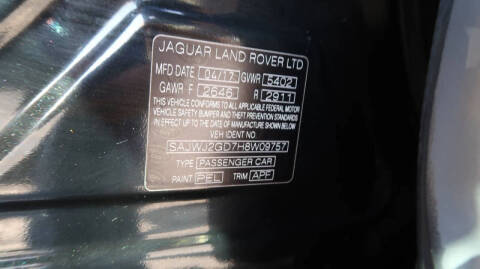 JAGUAR LAND ROVER LTD
MFD DATE 04/17 GVWR 5402
GAWR F 2646 R 2911
THIS VEHICLE CONFORMS TO ALL APPLICABLE FEDERAL MOTOR
VEHICLE SAFETY BUMPER AND THEFT PREVENTION STANDARDS
IN EFFECT ON THE DATE OF MANUFACTURE SHOWN ABOVE.
VEH IDENT NO
SAJWJ2GD7H8W09757
TYPE PASSENGER CAR
PAINT PEL TRIM APF